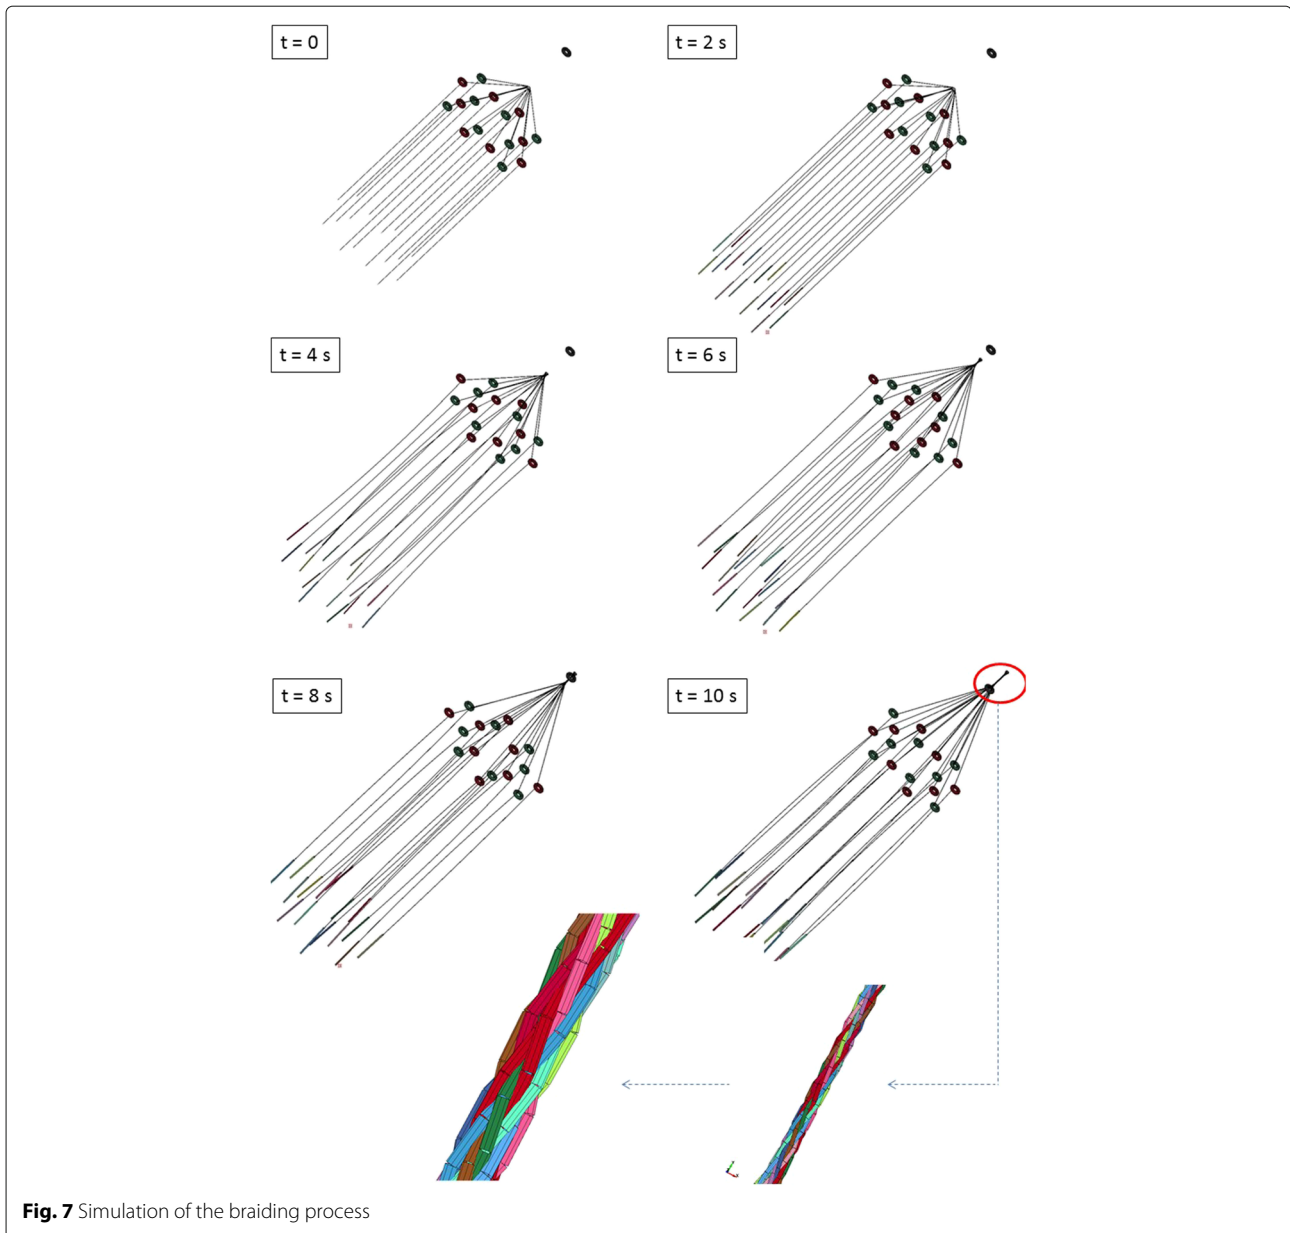 t = 0
t = 2 s
t = 4 s
t = 6 s
t = 8 s
t = 10 s
Fig. 7 Simulation of the braiding process